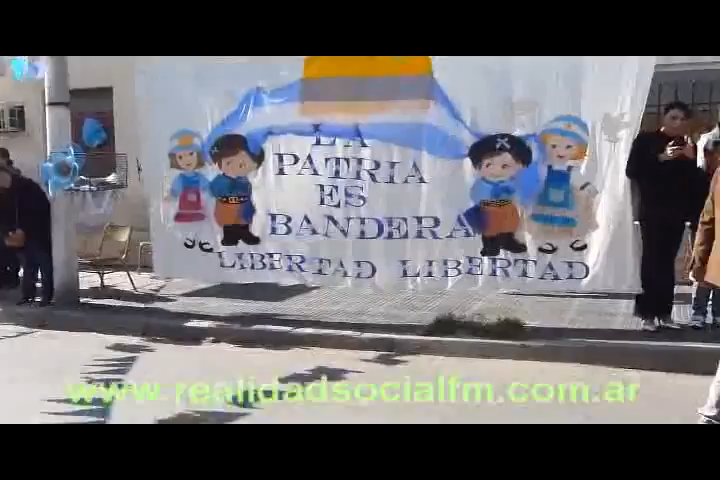 LA
PATRIA
ES
BANDERA
LIBERTAD LIBERTAD
www.realidadsocialfm.com.ar